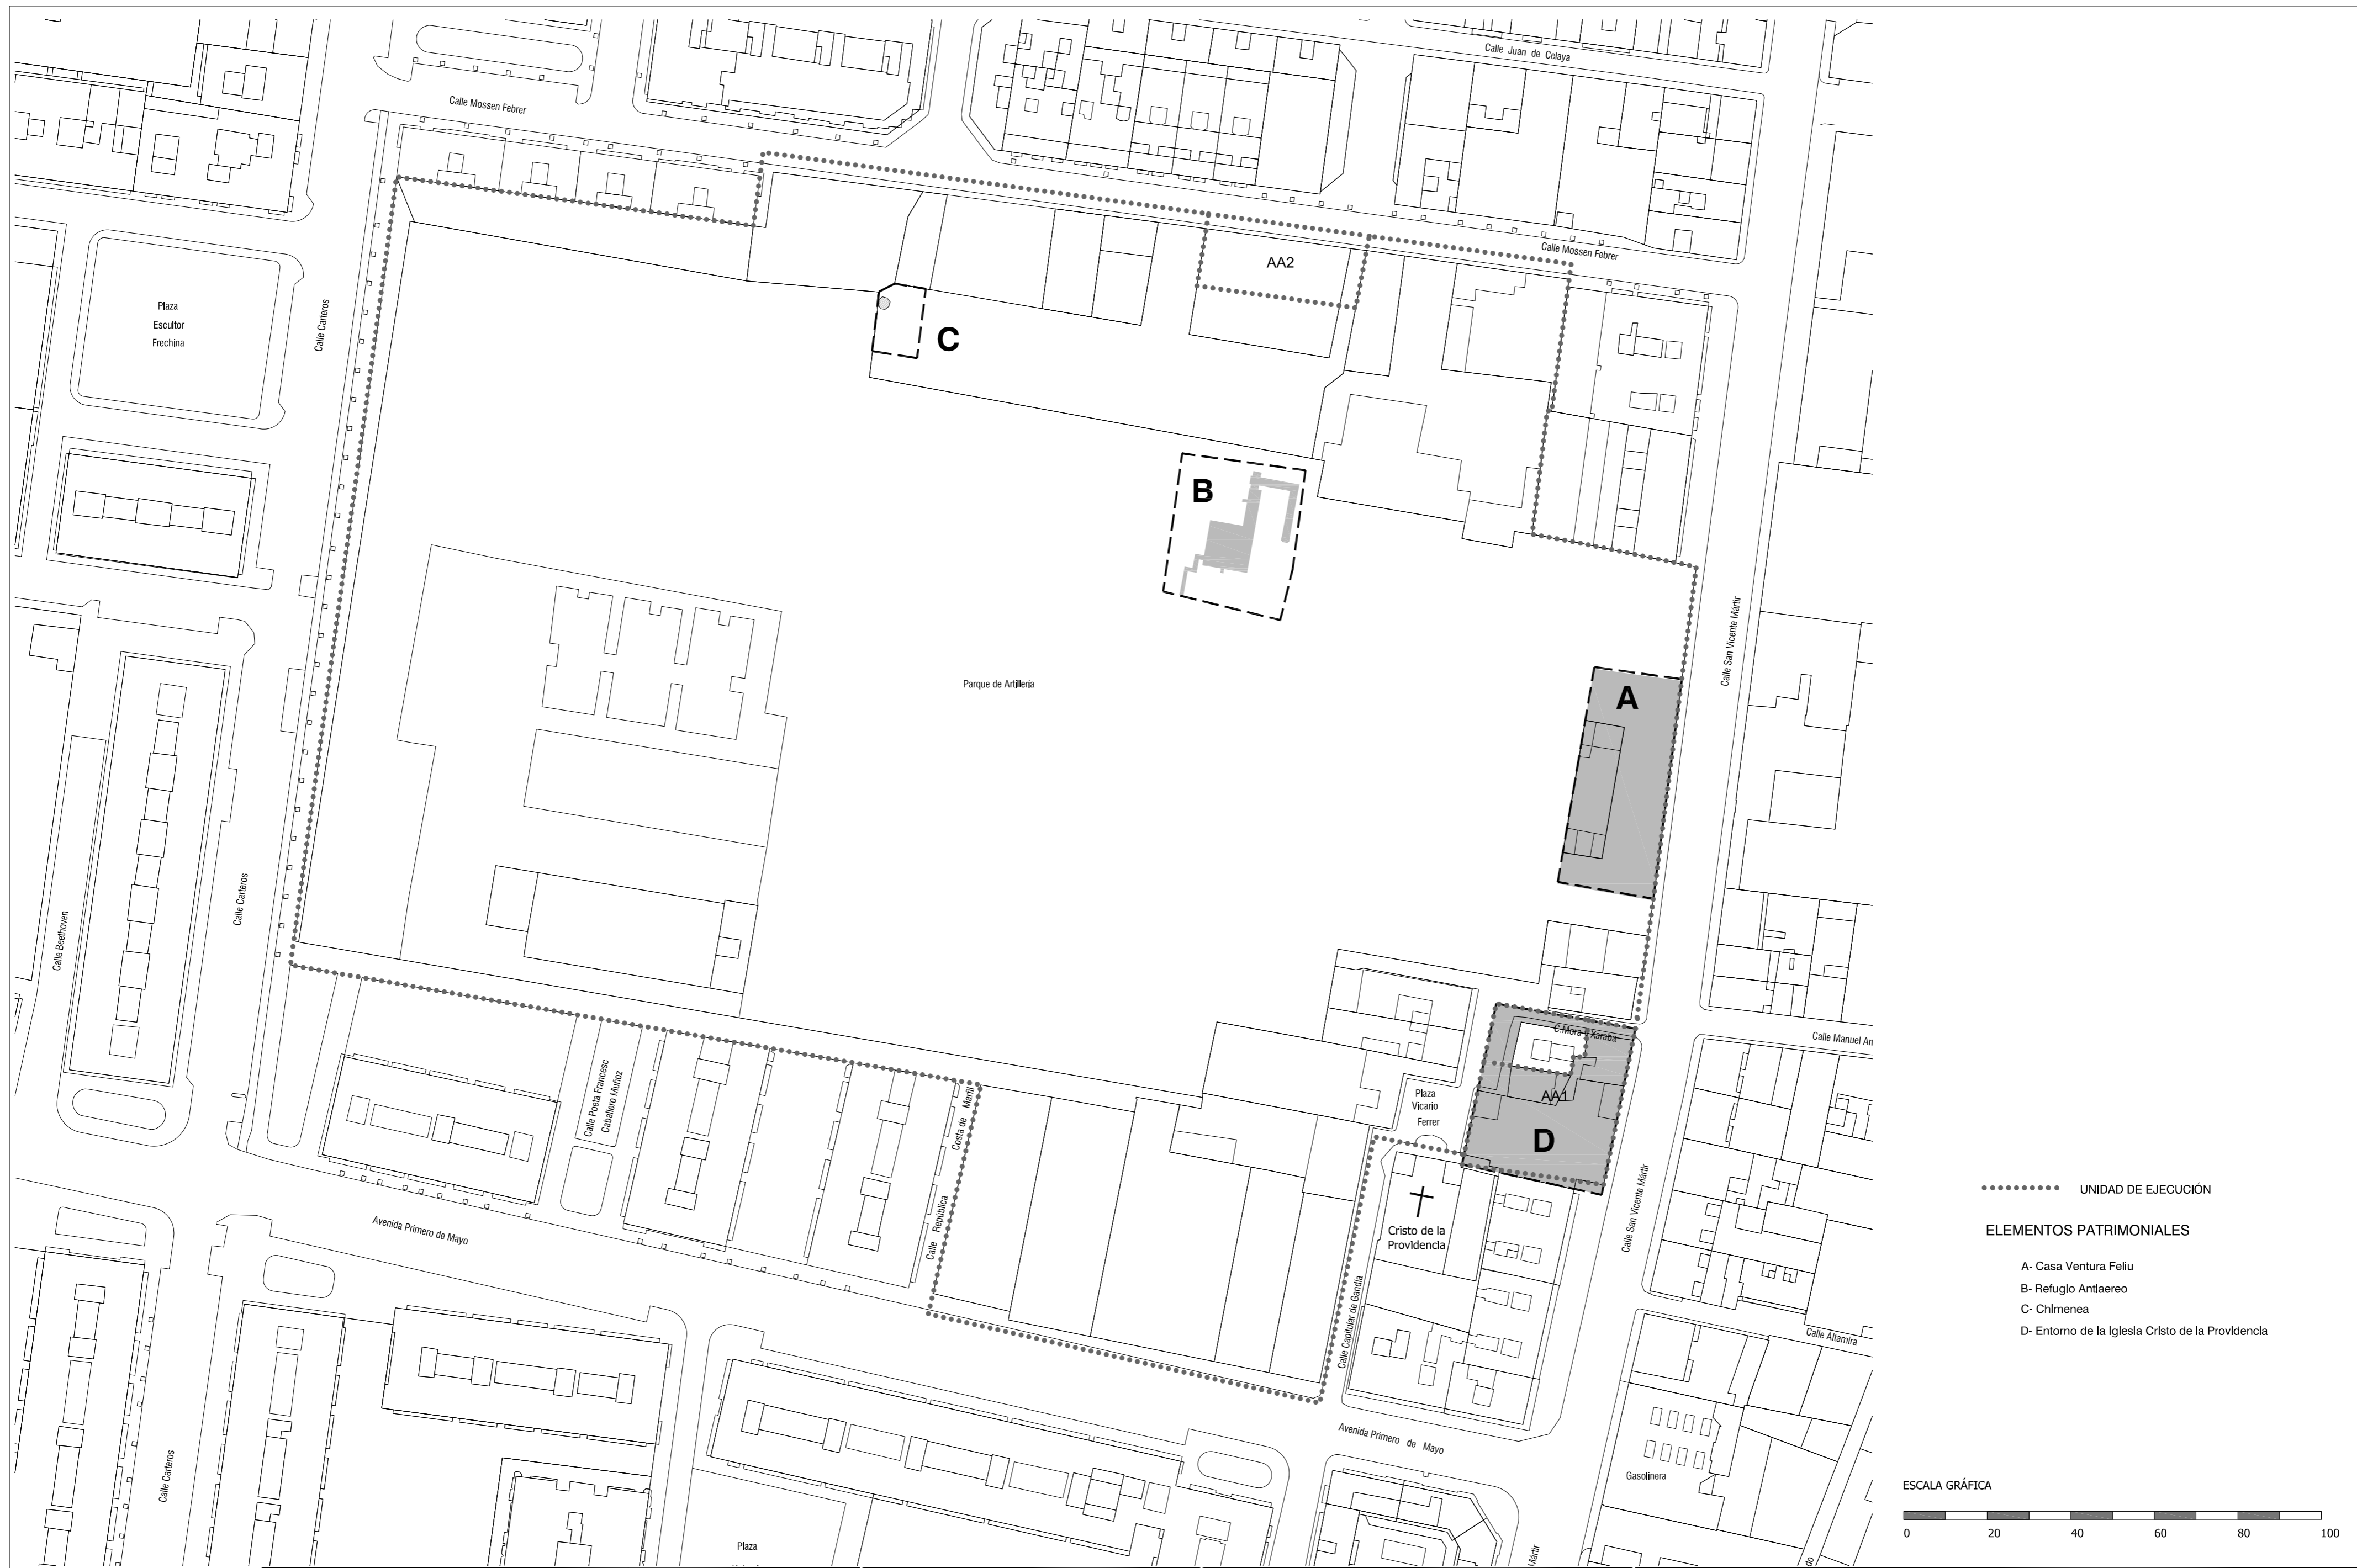 Calle Juan de Celaya
Calle Mossen Febrer
Calle Mossen Febrer
AA2
Plaza
Escultor
Frechina
Calle Carteros
C
B
Parque de Artillería
A
Calle San Vicente Mártir
Calle Beethoven
Calle Carteros
C.Mora
Xaraba
Calle Manuel
AA1
D
Plaza
Vicario
Ferrer
Calle Poeta Francesc
Caballero Muñoz
Calle República Costa de Marfil
Cristo de la
Providencia
Calle San Vicente Mártir
Calle Capitular de Gandía
Avenida Primero de Mayo
Calle Altamira
Avenida Primero de Mayo
Gasolinera
Calle Carteros
Plaza
Mártir
UNIDAD DE EJECUCIÓN
ELEMENTOS PATRIMONIALES
A- Casa Ventura Feliu
B- Refugio Antiaereo
C- Chimenea
D- Entorno de la iglesia Cristo de la Providencia
ESCALA GRÁFICA
0 20 40 60 80 100